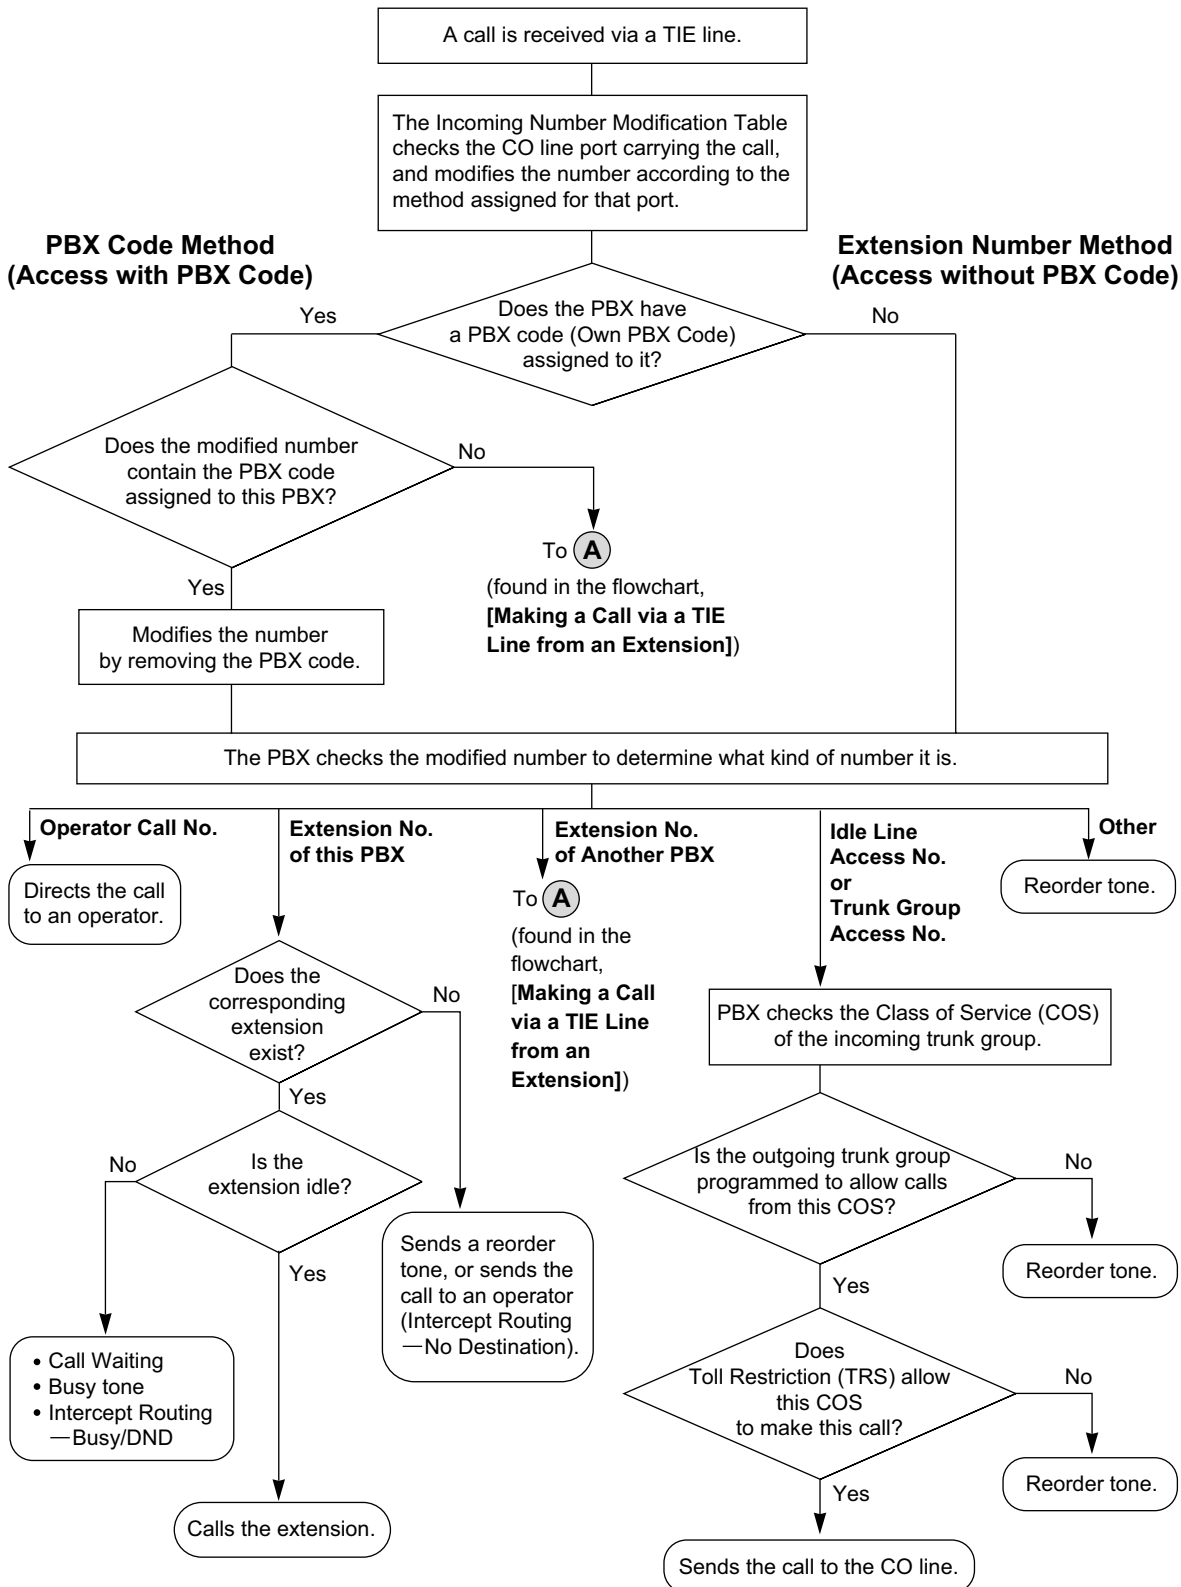 A call is received via a TIE line.
The Incoming Number Modification Table
checks the CO line port carrying the call,
and modifies the number according to the
method assigned for that port.
PBX Code Method
(Access with PBX Code)
Extension Number Method
(Access without PBX Code)
Yes
Does the PBX have
a PBX code (Own PBX Code)
assigned to it?
No
Does the modified number
contain the PBX code
assigned to this PBX?
No
To A
(found in the flowchart,
[Making a Call via a TIE
Line from an Extension])
Yes
Modifies the number
by removing the PBX code.
The PBX checks the modified number to determine what kind of number it is.
Operator Call No.
Directs the call
to an operator.
Extension No.
of this PBX
Extension No.
of Another PBX
To A
(found in the
flowchart,
[Making a Call
via a TIE Line
from an
Extension])
Idle Line
Access No.
or
Trunk Group
Access No.
Other
Reorder tone.
Does the
corresponding
extension
exist?
No
Yes
PBX checks the Class of Service (COS)
of the incoming trunk group.
No
Is the
extension idle?
Yes
Sends a reorder
tone, or sends the
call to an operator
(Intercept Routing
—No Destination).
Is the outgoing trunk group
programmed to allow calls
from this COS?
No
Reorder tone.
Yes
• Call Waiting
• Busy tone
• Intercept Routing
—Busy/DND
Does
Toll Restriction (TRS) allow
this COS
to make this call?
No
Reorder tone.
Yes
Calls the extension.
Sends the call to the CO line.